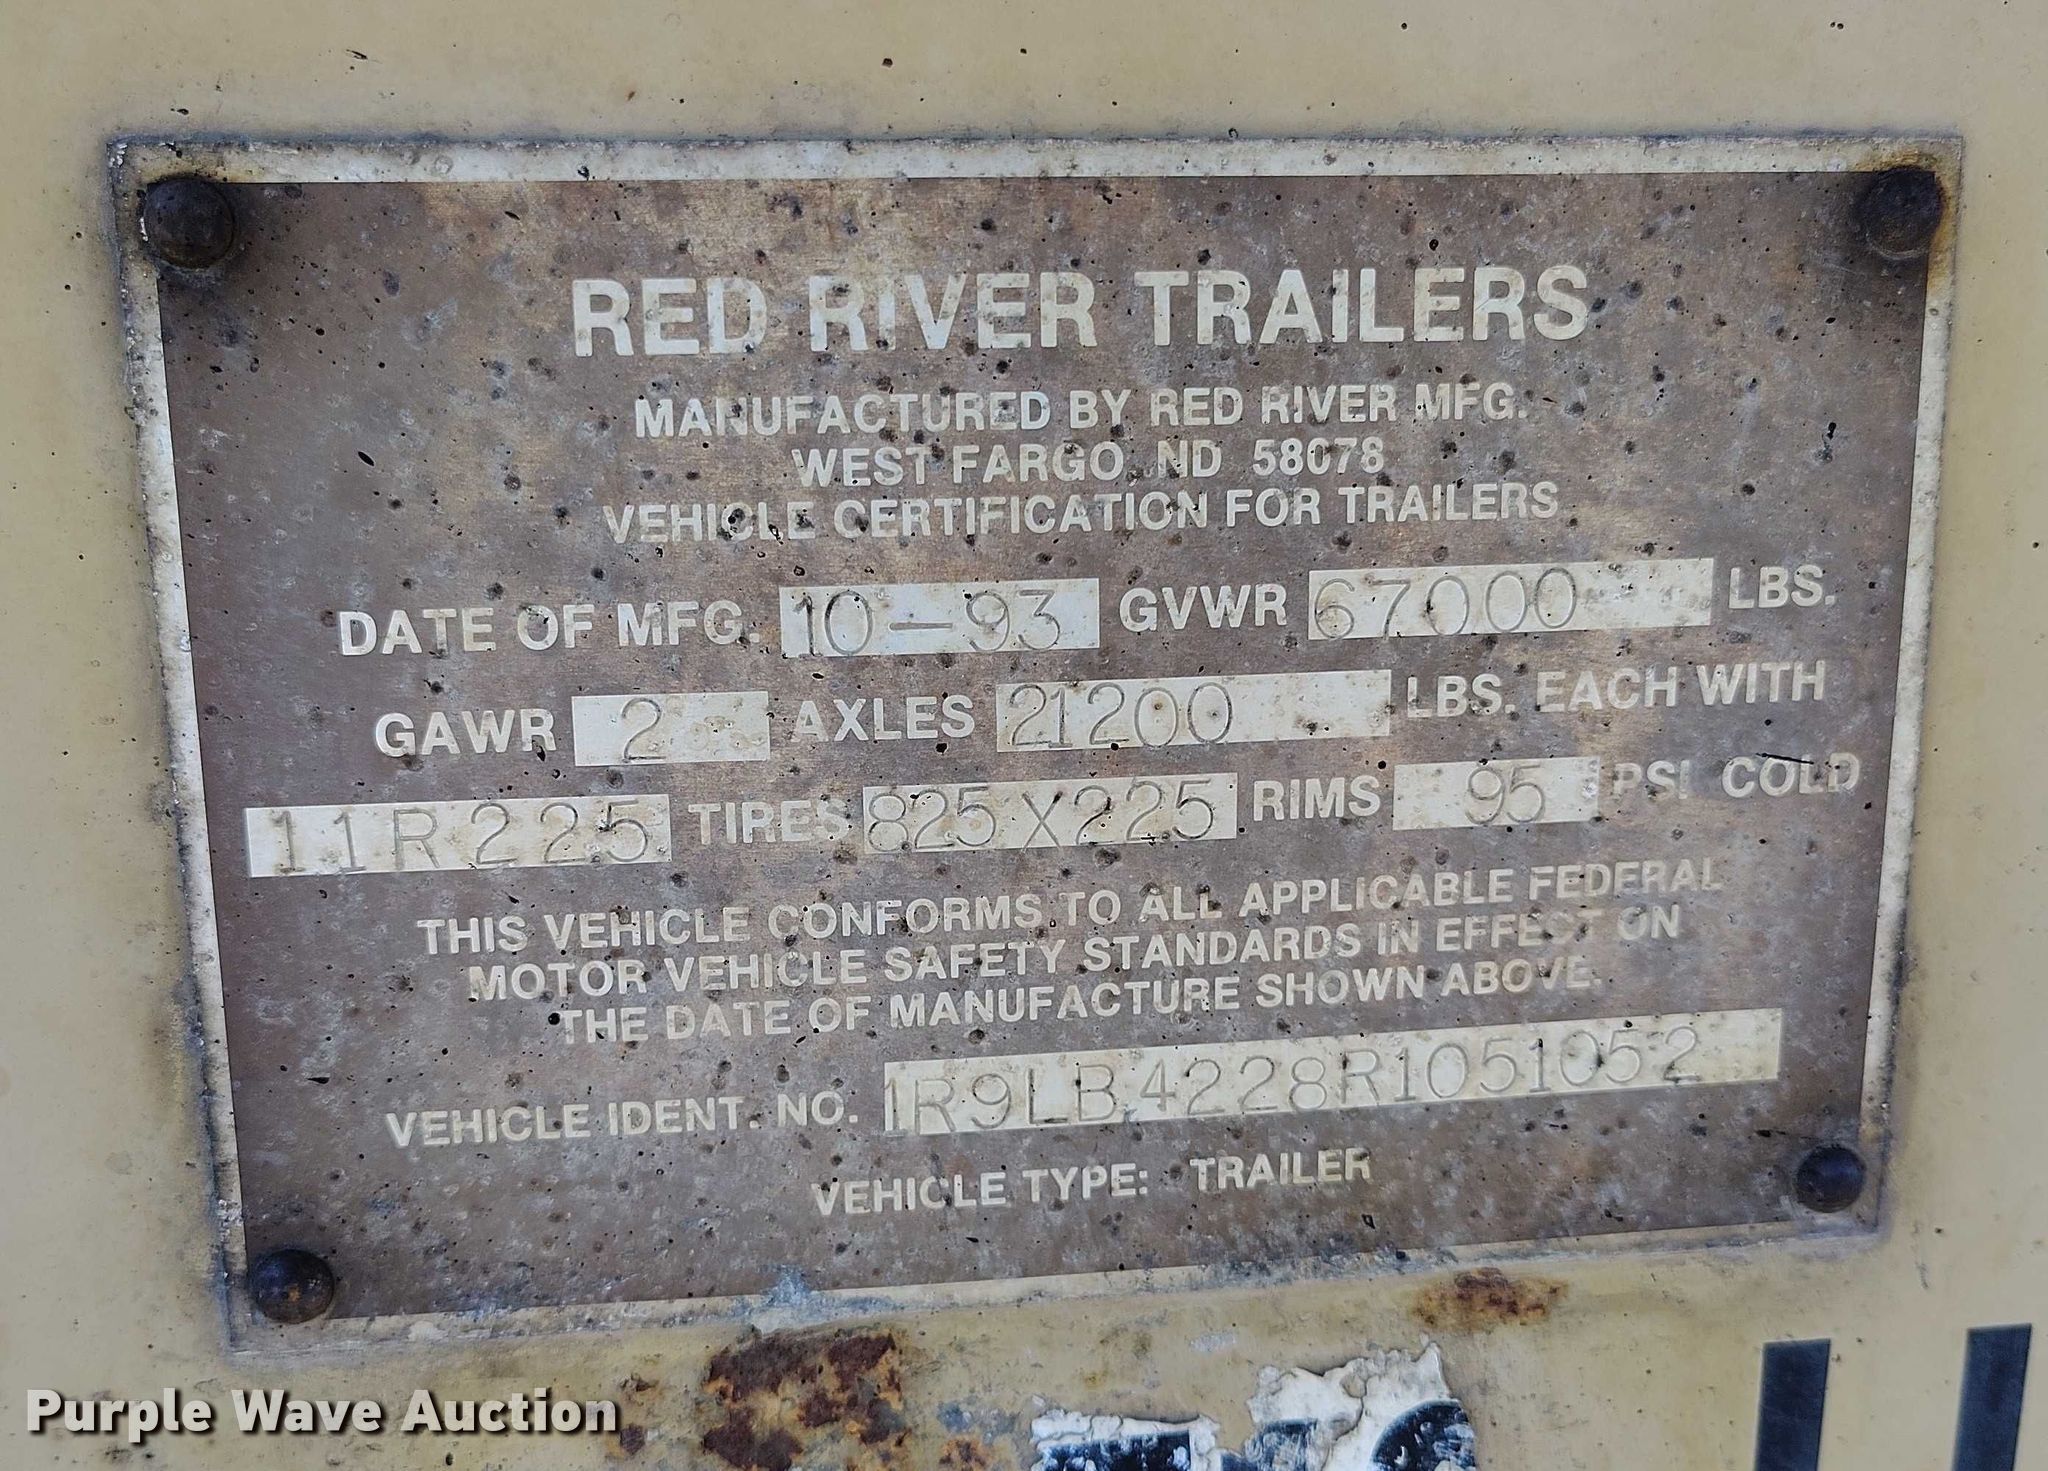 RED RIVER TRAILERS
MANUFACTURED BY RED RIVER MFG.
WEST FARGO, ND 58078
VEHICLE CERTIFICATION FOR TRAILERS
DATE OF MFG. 10-93 GVWR 67000 LBS.
GAWR 2 AXLES 21200 LBS. EACH WITH
11R225 TIRES 825X225 RIMS 95 PSI COLD
THIS VEHICLE CONFORMS TO ALL APPLICABLE FEDERAL
MOTOR VEHICLE SAFETY STANDARDS IN EFFECT ON
THE DATE OF MANUFACTURE SHOWN ABOVE.
VEHICLE IDENT. NO. 1R9LB4228R1051052
VEHICLE TYPE: TRAILER
Purple Wave Auction